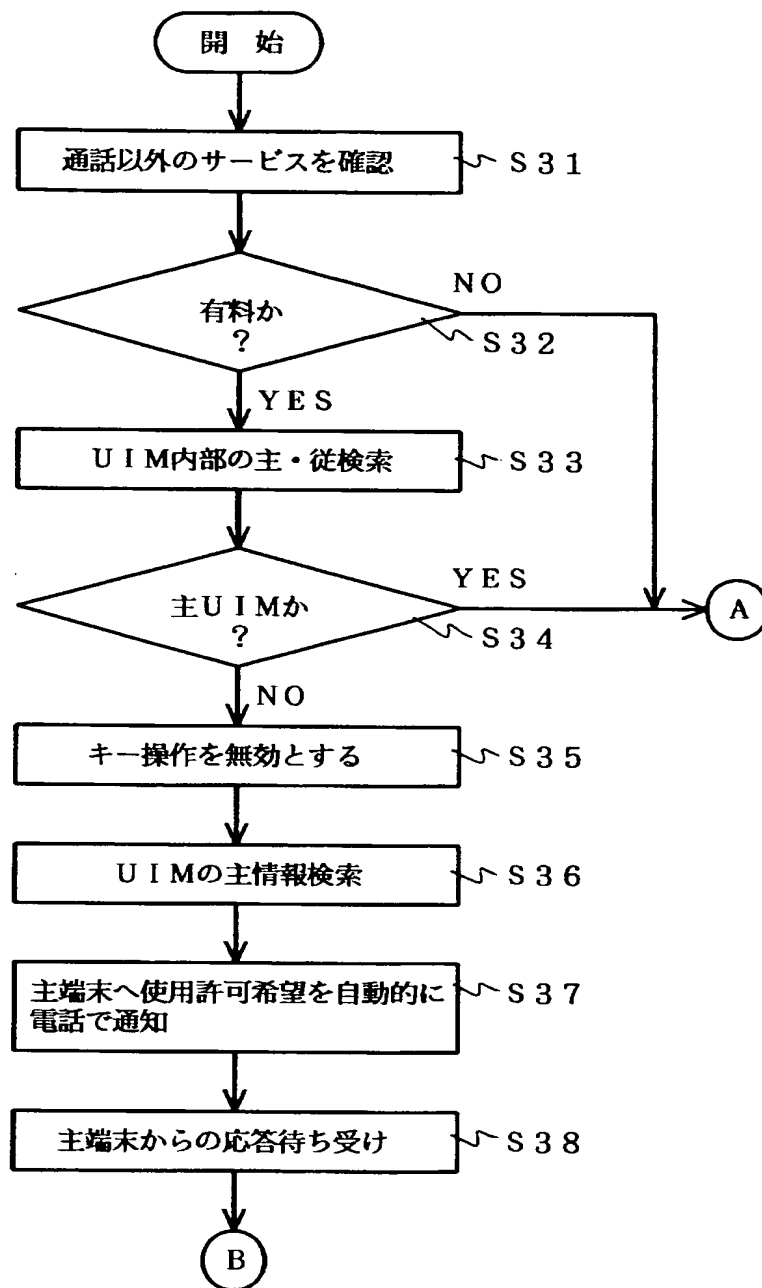 開 始
通話以外のサービスを確認
S31
有料か
?
NO
S32
YES
UIM内部の主・従検索
S33
主UIMか
?
YES
S34
A
NO
キー操作を無効とする
S35
UIMの主情報検索
S36
主端末へ使用許可希望を自動的に
電話で通知
S37
主端末からの応答待ち受け
S38
B